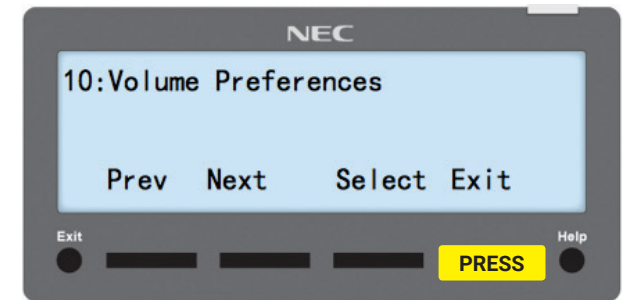 NEC
10:Volume Preferences
Prev Next Select Exit
Exit Help
PRESS